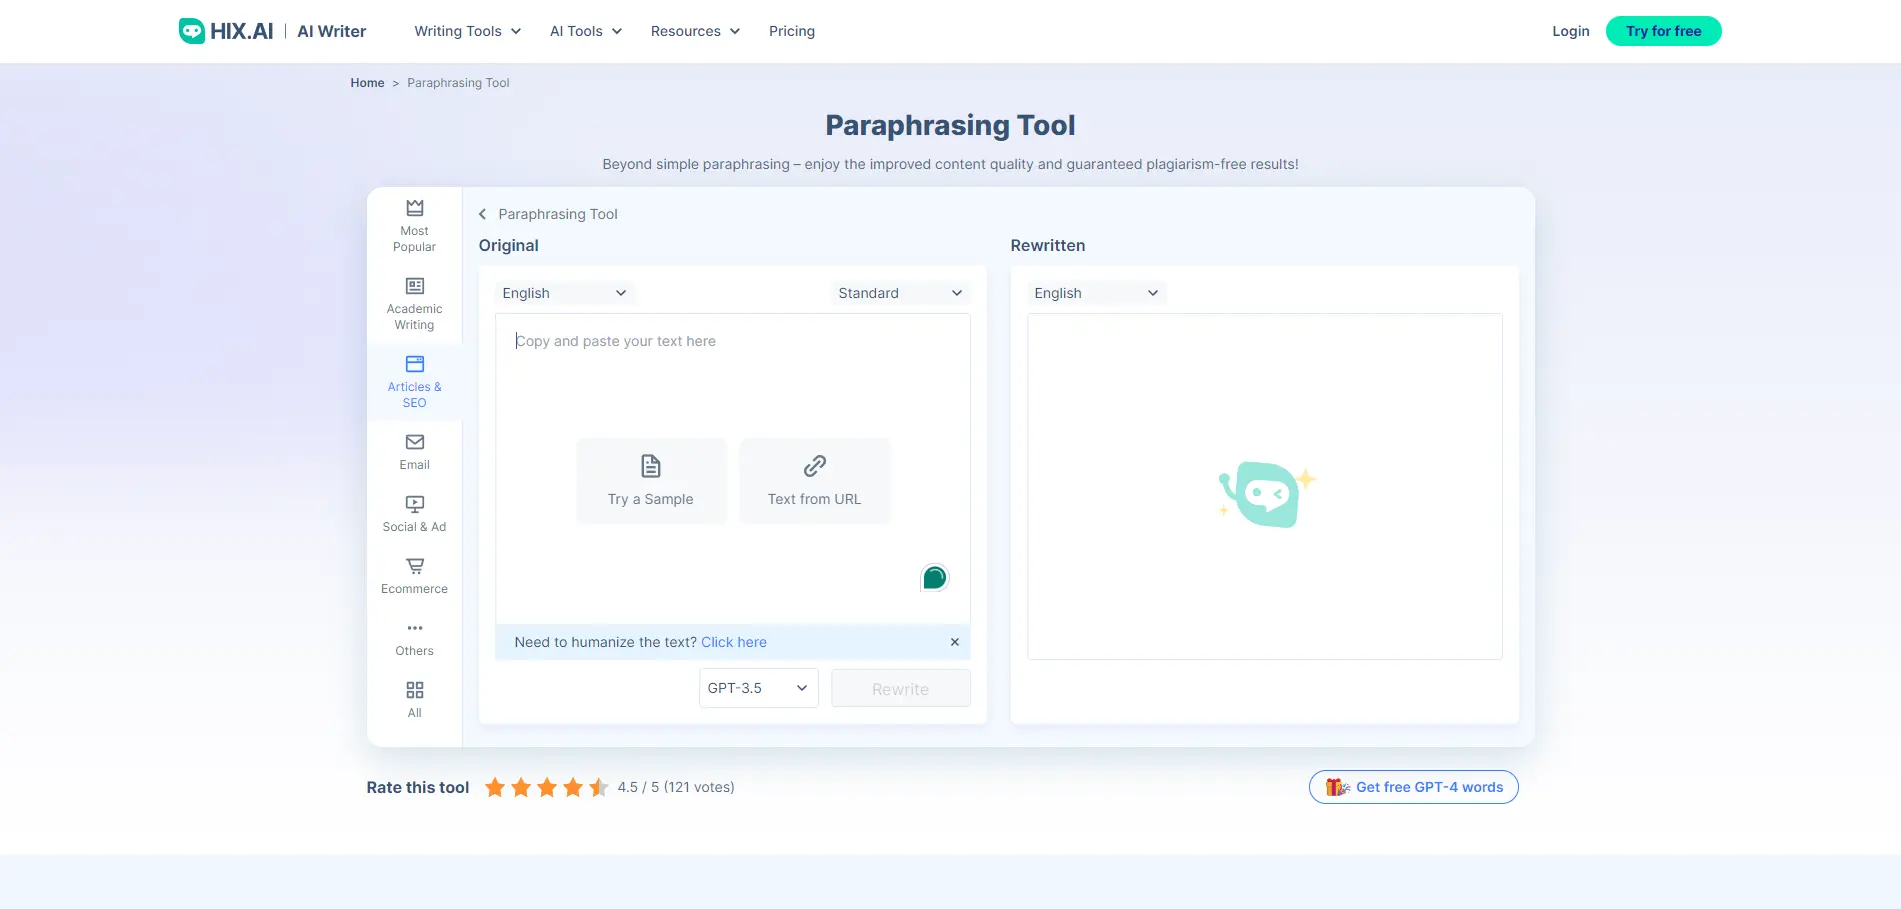 HIX.AI | AI Writer Writing Tools AI Tools Resources Pricing Login Try for free
Home > Paraphrasing Tool
Paraphrasing Tool
Beyond simple paraphrasing – enjoy the improved content quality and guaranteed plagiarism-free results!
Most
Popular
Academic
Writing
Articles &
SEO
Email
Social & Ad
Ecommerce
Others
All
Paraphrasing Tool
Original
English Standard
Copy and paste your text here
Try a Sample Text from URL
Need to humanize the text? Click here ×
GPT-3.5 Rewrite
Rewritten
English
Rate this tool 4.5 / 5 (121 votes)
Get free GPT-4 words